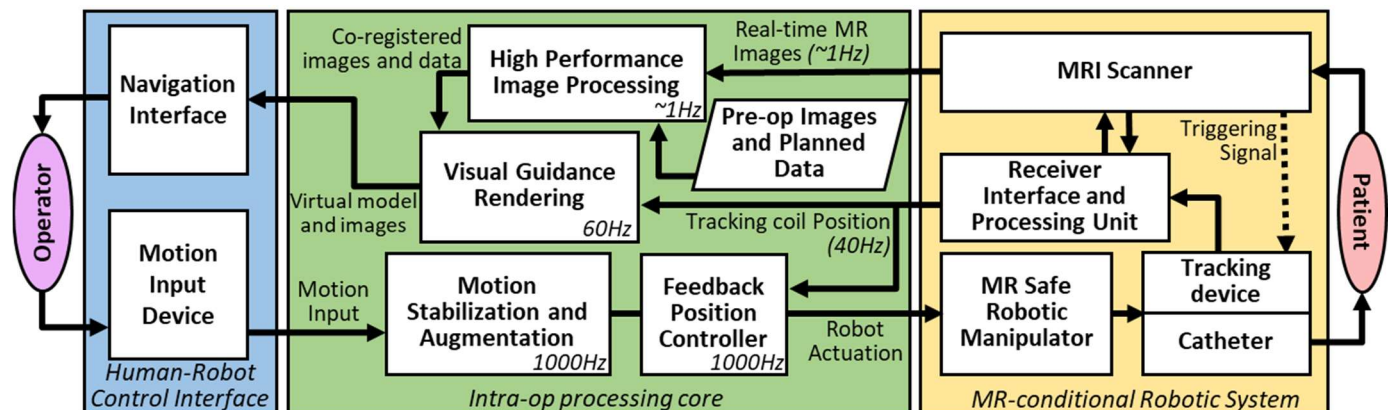 Operator
Navigation
Interface
Motion
Input
Device
Human-Robot
Control Interface
Co-registered
images and data
High Performance
Image Processing
~1Hz
Real-time MR
Images (~1Hz)
Pre-op Images
and Planned
Data
Visual Guidance
Rendering
60Hz
Virtual model
and images
Tracking coil Position
(40Hz)
Motion
Input
Motion
Stabilization and
Augmentation
1000Hz
Feedback
Position
Controller
1000Hz
Robot
Actuation
Intra-op processing core
MRI Scanner
Triggering
Signal
Receiver
Interface and
Processing Unit
MR Safe
Robotic
Manipulator
Tracking
device
Catheter
MR-conditional Robotic System
Patient